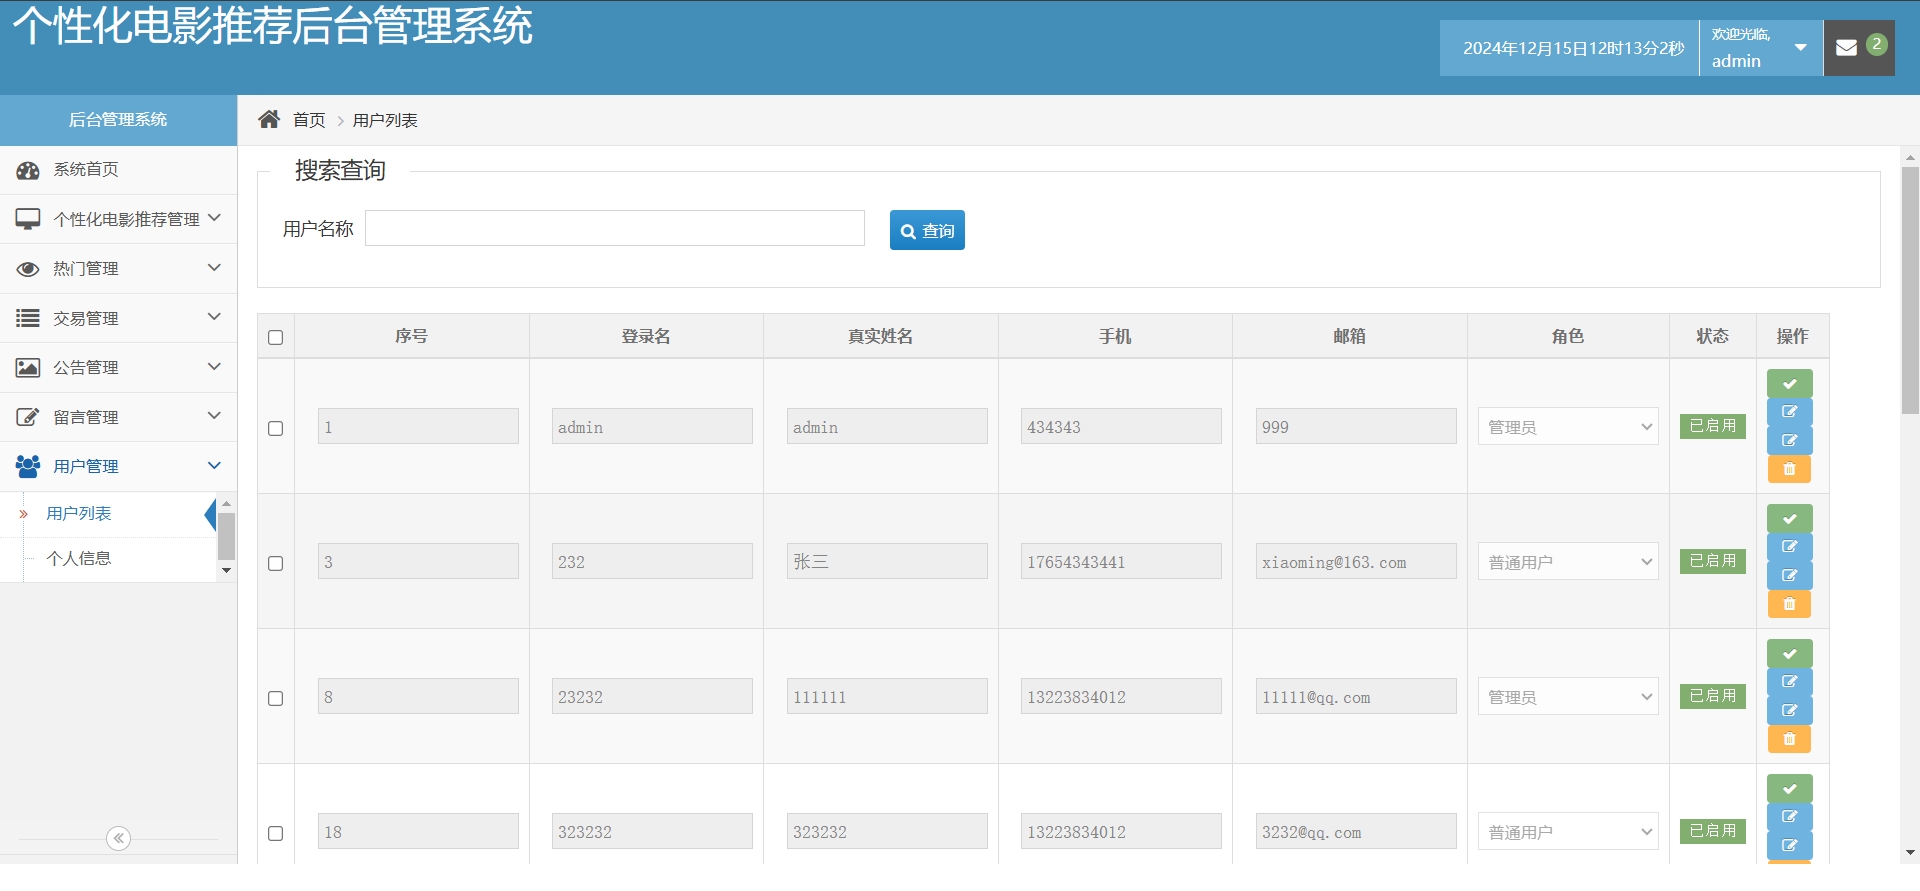 个性化电影推荐后台管理系统
2024年12月15日12时13分2秒
欢迎光临,
admin
2
后台管理系统
首页 用户列表
系统首页
个性化电影推荐管理
热门管理
交易管理
公告管理
留言管理
用户管理
用户列表
个人信息
搜索查询
用户名称 查询
序号 登录名 真实姓名 手机 邮箱 角色 状态 操作
1 admin admin 434343 999 管理员 已启用
3 232 张三 17654343441 xiaoming@163.com 普通用户 已启用
8 23232 111111 13223834012 11111@qq.com 管理员 已启用
18 323232 323232 13223834012 3232@qq.com 普通用户 已启用